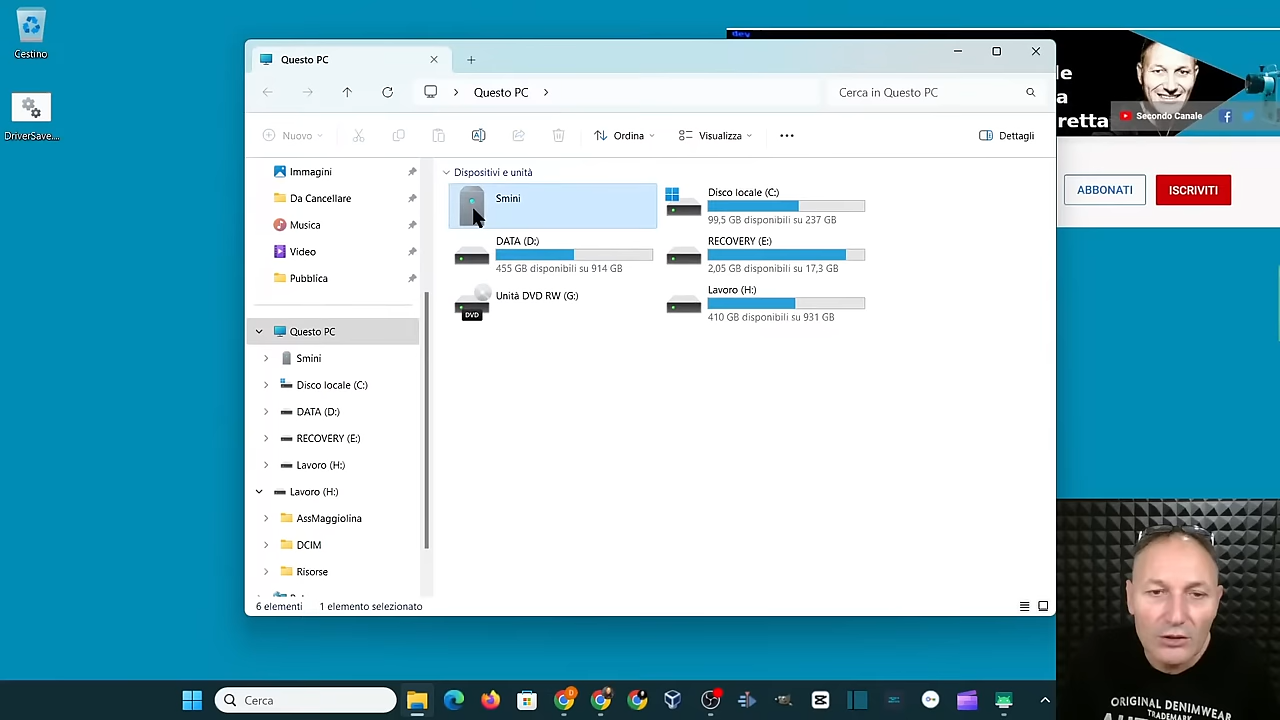 Cestino
DriverSave...
Questo PC
Questo PC
Cerca in Questo PC
Nuovo
Ordina
Visualizza
Dettagli
Immagini
Da Cancellare
Musica
Video
Pubblica
Questo PC
Smini
Disco locale (C:)
DATA (D:)
RECOVERY (E:)
Lavoro (H:)
Lavoro (H:)
AssMaggiolina
DCIM
Risorse
Dispositivi e unità
Smini
Disco locale (C:)
99,5 GB disponibili su 237 GB
DATA (D:)
455 GB disponibili su 914 GB
RECOVERY (E:)
2,05 GB disponibili su 17,3 GB
Unità DVD RW (G:)
DVD
Lavoro (H:)
410 GB disponibili su 931 GB
6 elementi
1 elemento selezionato
dev
le
a
retta
Secondo Canale
ABBONATI
ISCRIVITI
Cerca
ORIGINAL DENIMWEAR
TRADEMARK